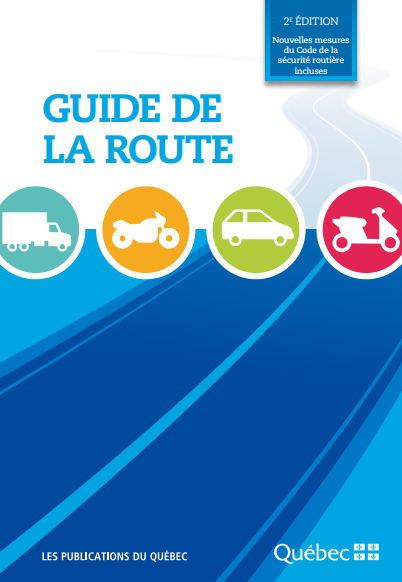 2E ÉDITION
Nouvelles mesures
du Code de la
sécurité routière
incluses
GUIDE DE
LA ROUTE
LES PUBLICATIONS DU QUÉBEC
Québec